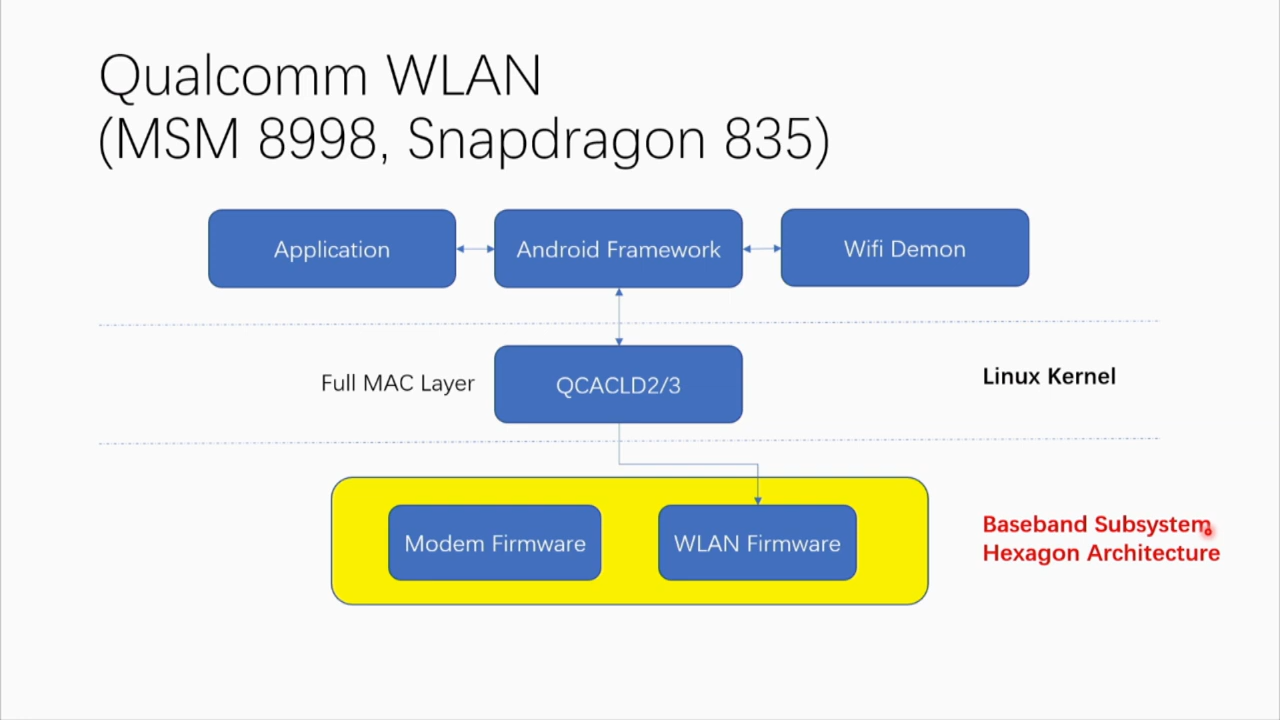 Qualcomm WLAN
(MSM 8998, Snapdragon 835)
Application
Android Framework
Wifi Demon
Full MAC Layer
QCACLD2/3
Linux Kernel
Modem Firmware
WLAN Firmware
Baseband Subsystem
Hexagon Architecture